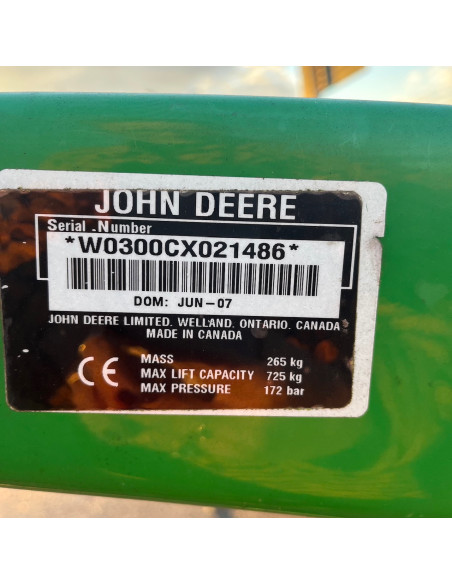 JOHN DEERE
Serial .Number
*W0300CX021486*
DOM: JUN-07
JOHN DEERE LIMITED. WELLAND. ONTARIO. CANADA
MADE IN CANADA
CE
MASS 265 kg
MAX LIFT CAPACITY 725 kg
MAX PRESSURE 172 bar